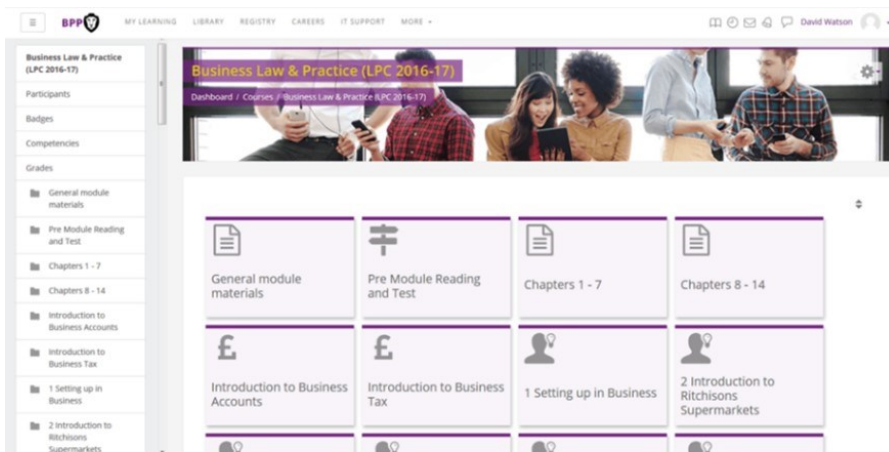 BPP
MY LEARNING
LIBRARY
REGISTRY
CAREERS
IT SUPPORT
MORE
David Watson
Business Law & Practice
(LPC 2016-17)
Participants
Badges
Competencies
Grades
General module
materials
Pre Module Reading
and Test
Chapters 1 - 7
Chapters 8 - 14
Introduction to
Business Accounts
Introduction to
Business Tax
1 Setting up in
Business
2 Introduction to
Ritchisons
Supermarkets
Business Law & Practice (LPC 2016-17)
Dashboard / Courses / Business Law & Practice (LPC 2016-17)
General module
materials
Pre Module Reading
and Test
Chapters 1 - 7
Chapters 8 - 14
£
Introduction to Business
Accounts
£
Introduction to Business
Tax
1 Setting up in Business
2 Introduction to
Ritchisons
Supermarkets